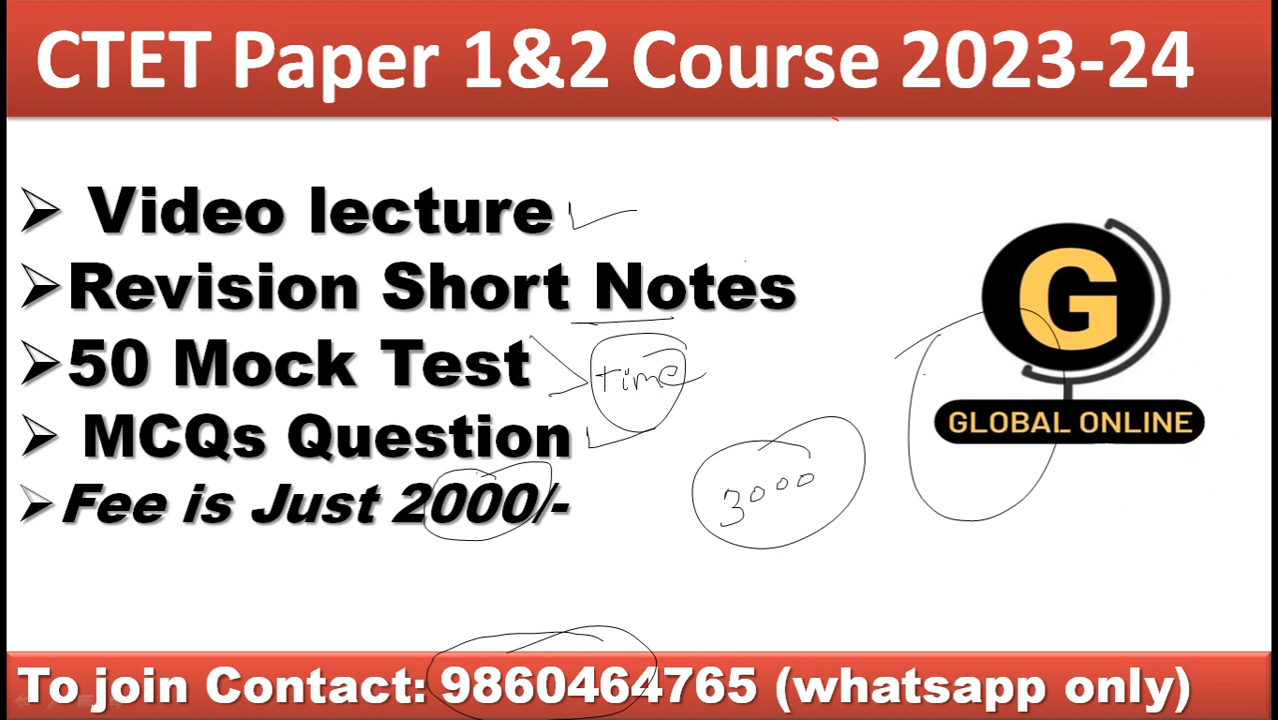 CTET Paper 1&2 Course 2023-24
Video lecture
Revision Short Notes
50 Mock Test
time
MCQs Question
Fee is Just 2000/-
3000
G
GLOBAL ONLINE
To join Contact: 9860464765 (whatsapp only)